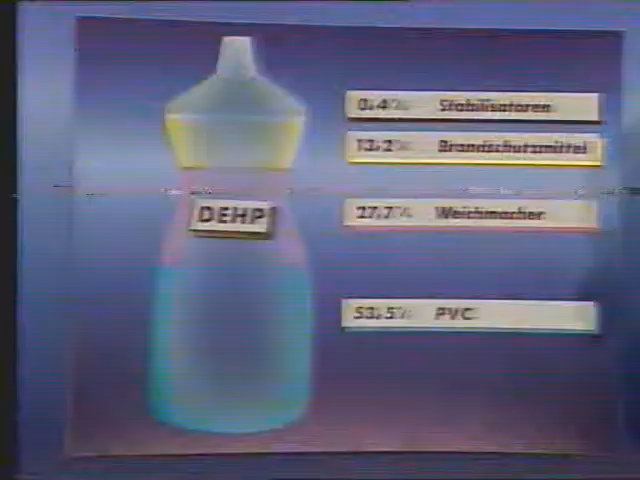 0,4% Stabilisatoren
13,2% Brandschutzmittel
DEHP
27,7% Weichmacher
53,5% PVC